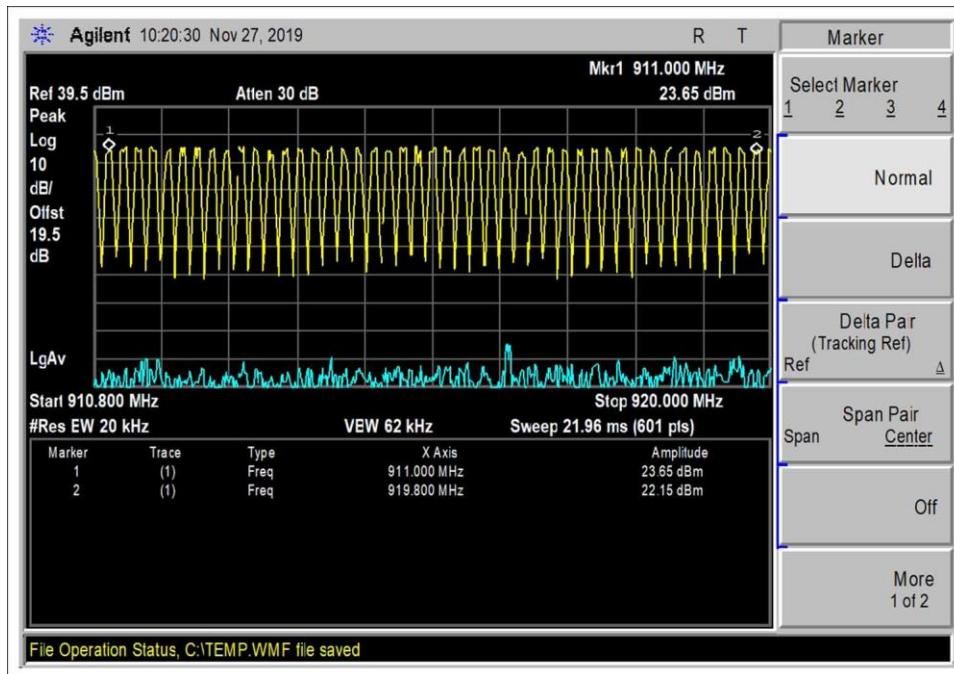 Agilent 10:20:30 Nov 27, 2019
R T
Mkr1 911.000 MHz
Ref 39.5 dBm Atten 30 dB 23.65 dBm
Peak
Log
10
dB/
Offst
19.5
dB
1
2
LgAv
Start 910.800 MHz Stop 920.000 MHz
#Res EW 20 kHz VEW 62 kHz Sweep 21.96 ms (601 pts)
Marker Trace Type X Axis Amplitude
1 (1) Freq 911.000 MHz 23.65 dBm
2 (1) Freq 919.800 MHz 22.15 dBm
File Operation Status, C:\TEMP.WMF file saved
Marker
Select Marker
1 2 3 4
Normal
Delta
Delta Pair
(Tracking Ref)
Ref Δ
Span Pair
Span Center
Off
More
1 of 2